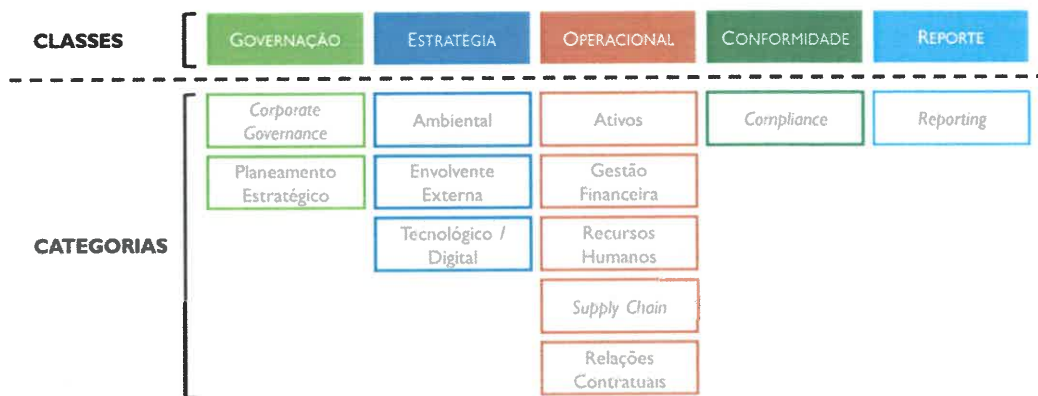 CLASSES
GOVERNAÇÃO
ESTRATÉGIA
OPERACIONAL
CONFORMIDADE
REPORTE
CATEGORIAS
Corporate
Governance
Planeamento
Estratégico
Ambiental
Envolvente
Externa
Tecnológico /
Digital
Ativos
Gestão
Financeira
Recursos
Humanos
Supply Chain
Relações
Contratuais
Compliance
Reporting